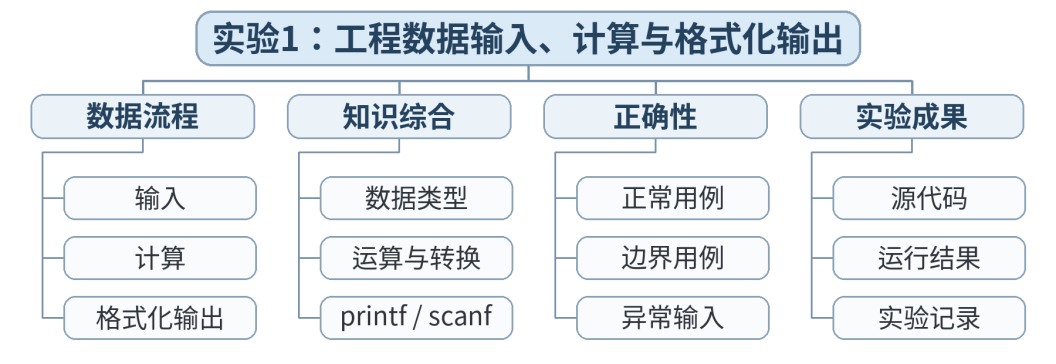 实验1：工程数据输入、计算与格式化输出
数据流程
输入
计算
格式化输出
知识综合
数据类型
运算与转换
printf / scanf
正确性
正常用例
边界用例
异常输入
实验成果
源代码
运行结果
实验记录